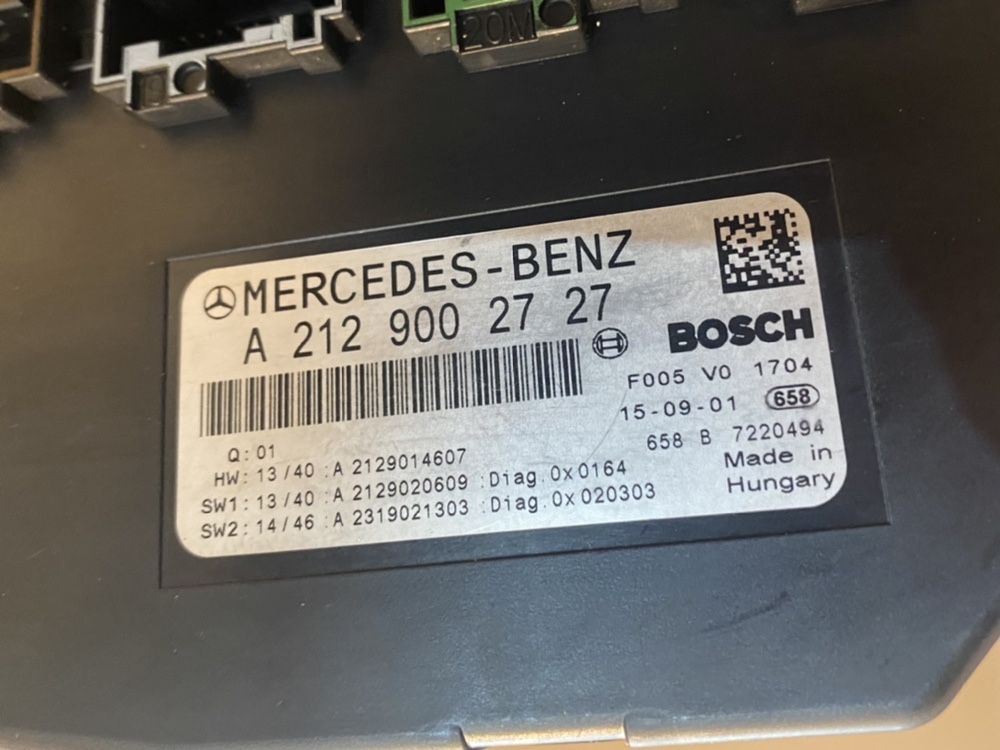 20M
MERCEDES-BENZ
A 212 900 27 27
BOSCH
F005 V0 1704
15-09-01 658
658 B 7220494
Made in
Hungary
Q: 01
HW: 13/40 :A 2129014607
SW1: 13/40 :A 2129020609 :Diag.0x0164
SW2: 14/46 :A 2319021303 :Diag.0x020303